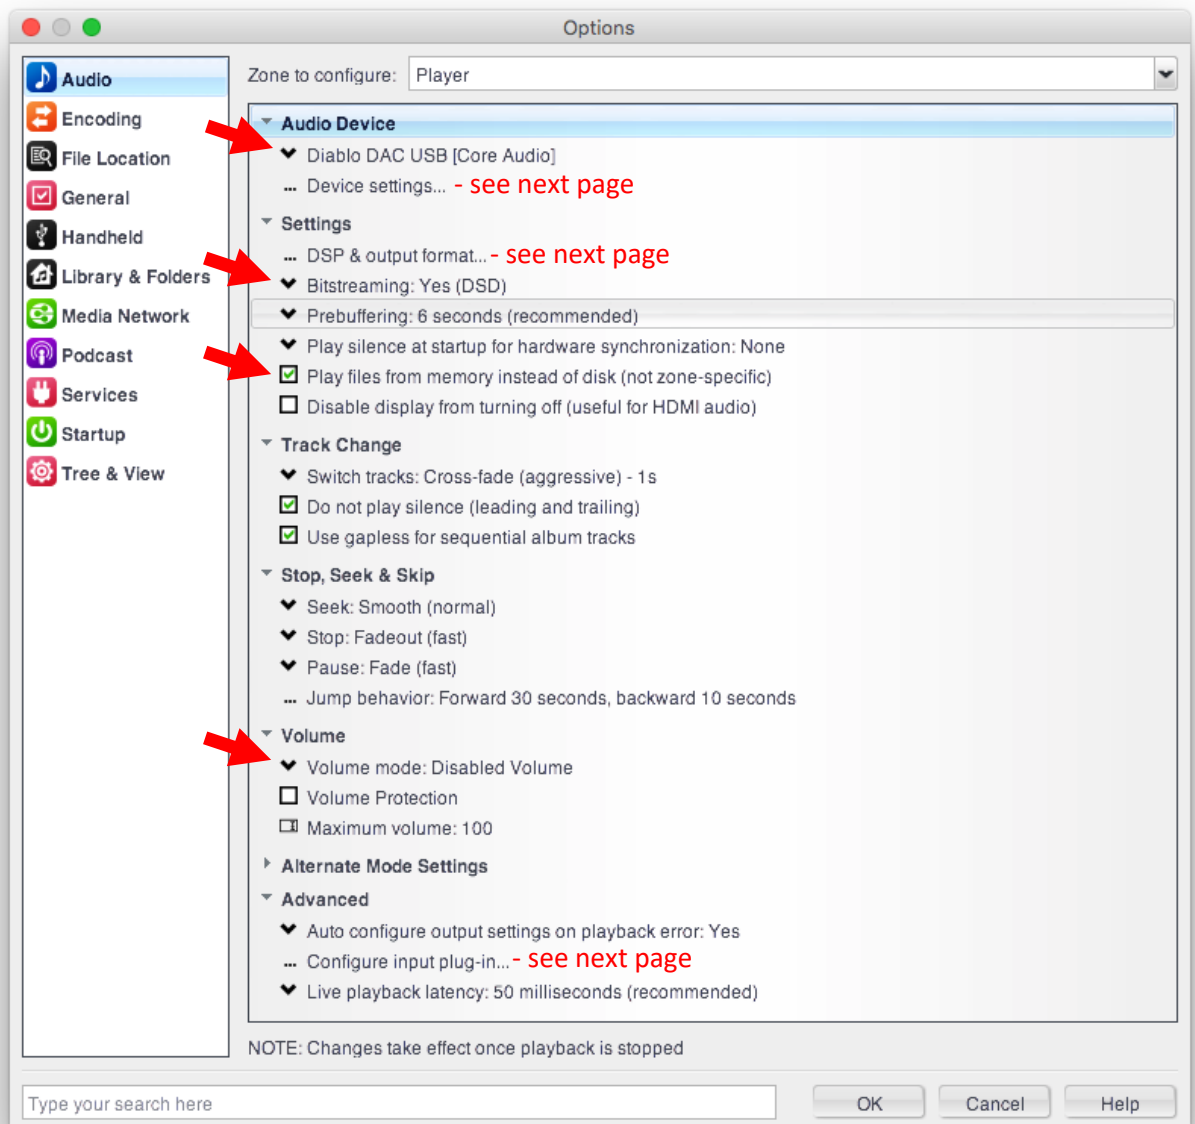 Options
Audio
Encoding
File Location
General
Handheld
Library & Folders
Media Network
Podcast
Services
Startup
Tree & View
Zone to configure: Player
Audio Device
Diablo DAC USB [Core Audio]
... Device settings... - see next page
Settings
... DSP & output format... - see next page
Bitstreaming: Yes (DSD)
Prebuffering: 6 seconds (recommended)
Play silence at startup for hardware synchronization: None
Play files from memory instead of disk (not zone-specific)
Disable display from turning off (useful for HDMI audio)
Track Change
Switch tracks: Cross-fade (aggressive) - 1s
Do not play silence (leading and trailing)
Use gapless for sequential album tracks
Stop, Seek & Skip
Seek: Smooth (normal)
Stop: Fadeout (fast)
Pause: Fade (fast)
... Jump behavior: Forward 30 seconds, backward 10 seconds
Volume
Volume mode: Disabled Volume
Volume Protection
Maximum volume: 100
Alternate Mode Settings
Advanced
Auto configure output settings on playback error: Yes
... Configure input plug-in... - see next page
Live playback latency: 50 milliseconds (recommended)
NOTE: Changes take effect once playback is stopped
Type your search here
OK Cancel Help